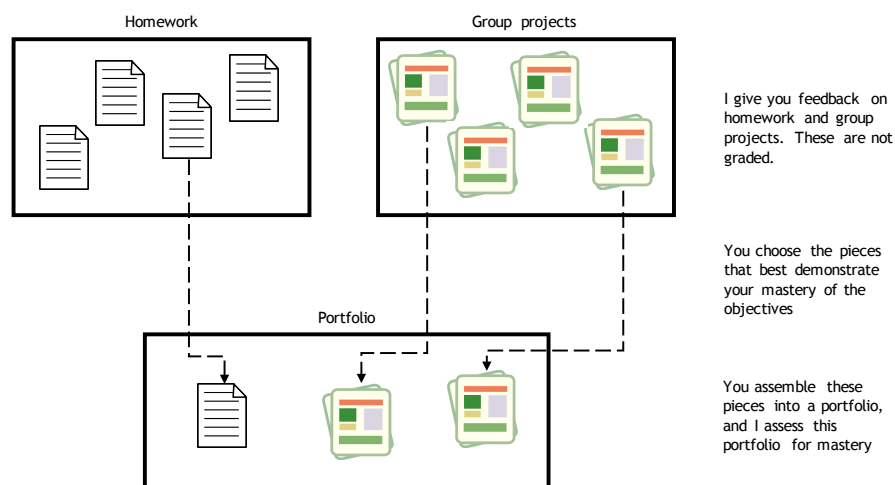 Homework
Group projects
I give you feedback on
homework and group
projects. These are not
graded.
You choose the pieces
that best demonstrate
your mastery of the
objectives
Portfolio
You assemble these
pieces into a portfolio,
and I assess this
portfolio for mastery